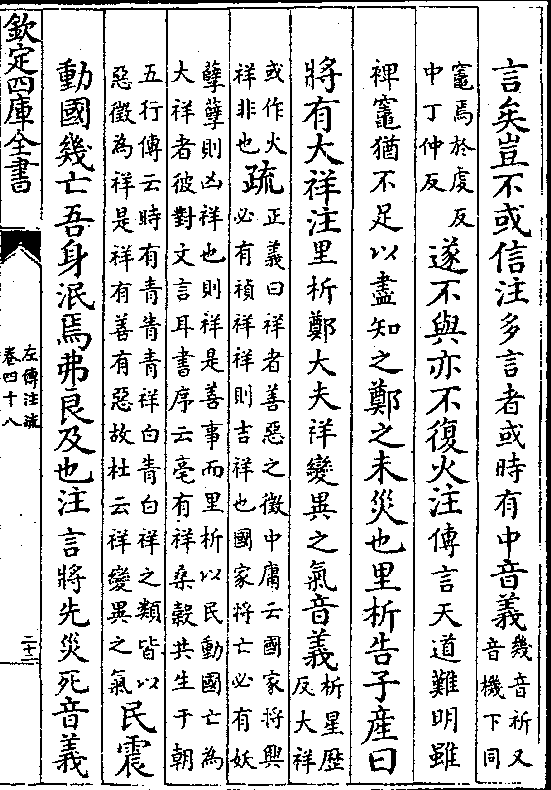 言矣豈不或信注多言者或時有中音義
幾音祈又
音機下同
竈焉於虔反
中丁仲反
遂不與亦不復火注傳言天道難明雖
裨竈猶不足以盡知之鄭之未災也里析告子產曰
將有大祥注里析鄭大夫祥變異之氣音義
析星歷
反大祥
或作火
祥非也
疏
正義曰祥者善惡之徵中庸云國家將興
必有禎祥祥則吉祥也國家將亡必有妖
孽孽則凶祥也則祥是善事而里析以民動國亡為
大祥者彼對文言耳書序云亳有祥桑榖共生于朝
五行傳云時有青眚青祥白眚白祥之類皆以
惡徵為祥是祥有善有惡故杜云祥變異之氣
民震
動國幾亡吾身泯焉弗良及也注言將先災死音義
欽定四庫全書
左傳注疏
卷四十八
二十二